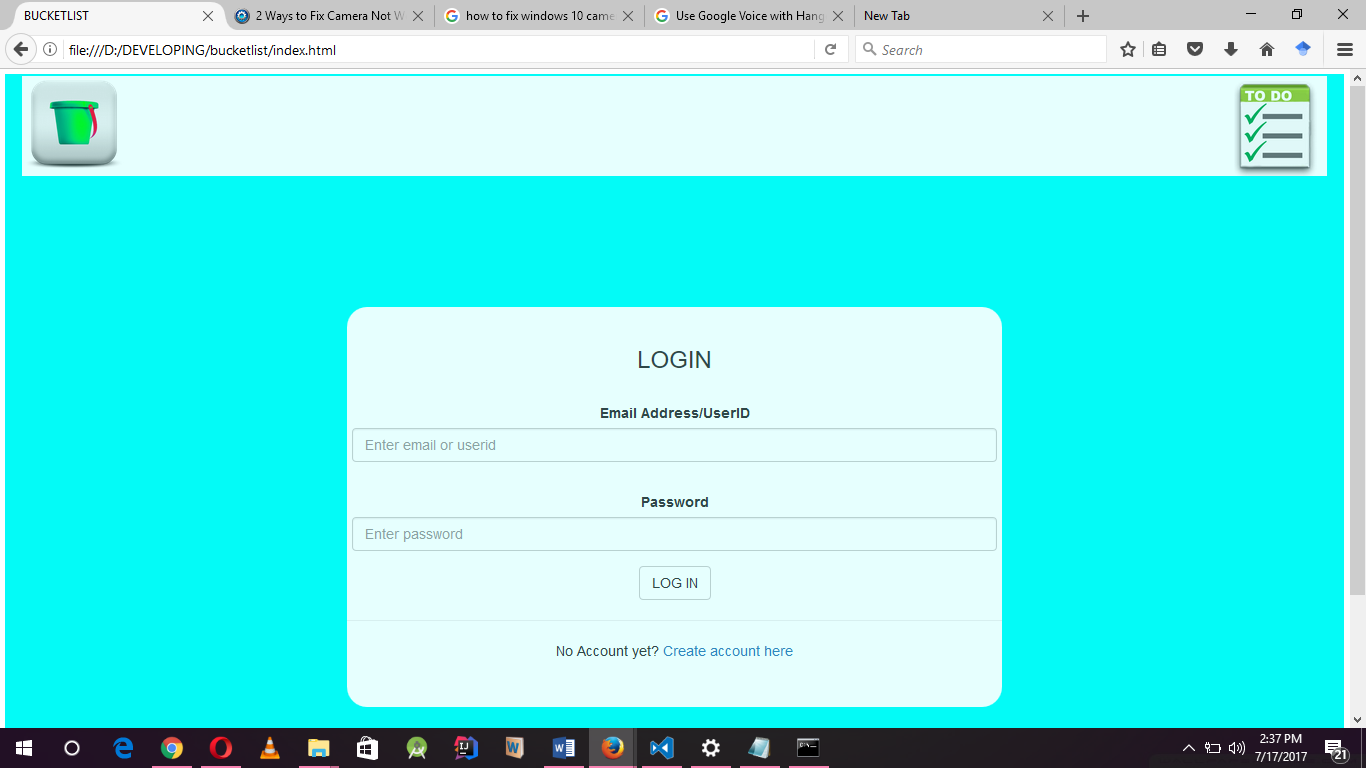 BUCKETLIST
2 Ways to Fix Camera Not W
how to fix windows 10 came
Use Google Voice with Hang
New Tab
file:///D:/DEVELOPING/bucketlist/index.html
Search
TO DO
LOGIN
Email Address/UserID
Enter email or userid
Password
Enter password
LOG IN
No Account yet? Create account here
2:37 PM
7/17/2017
21